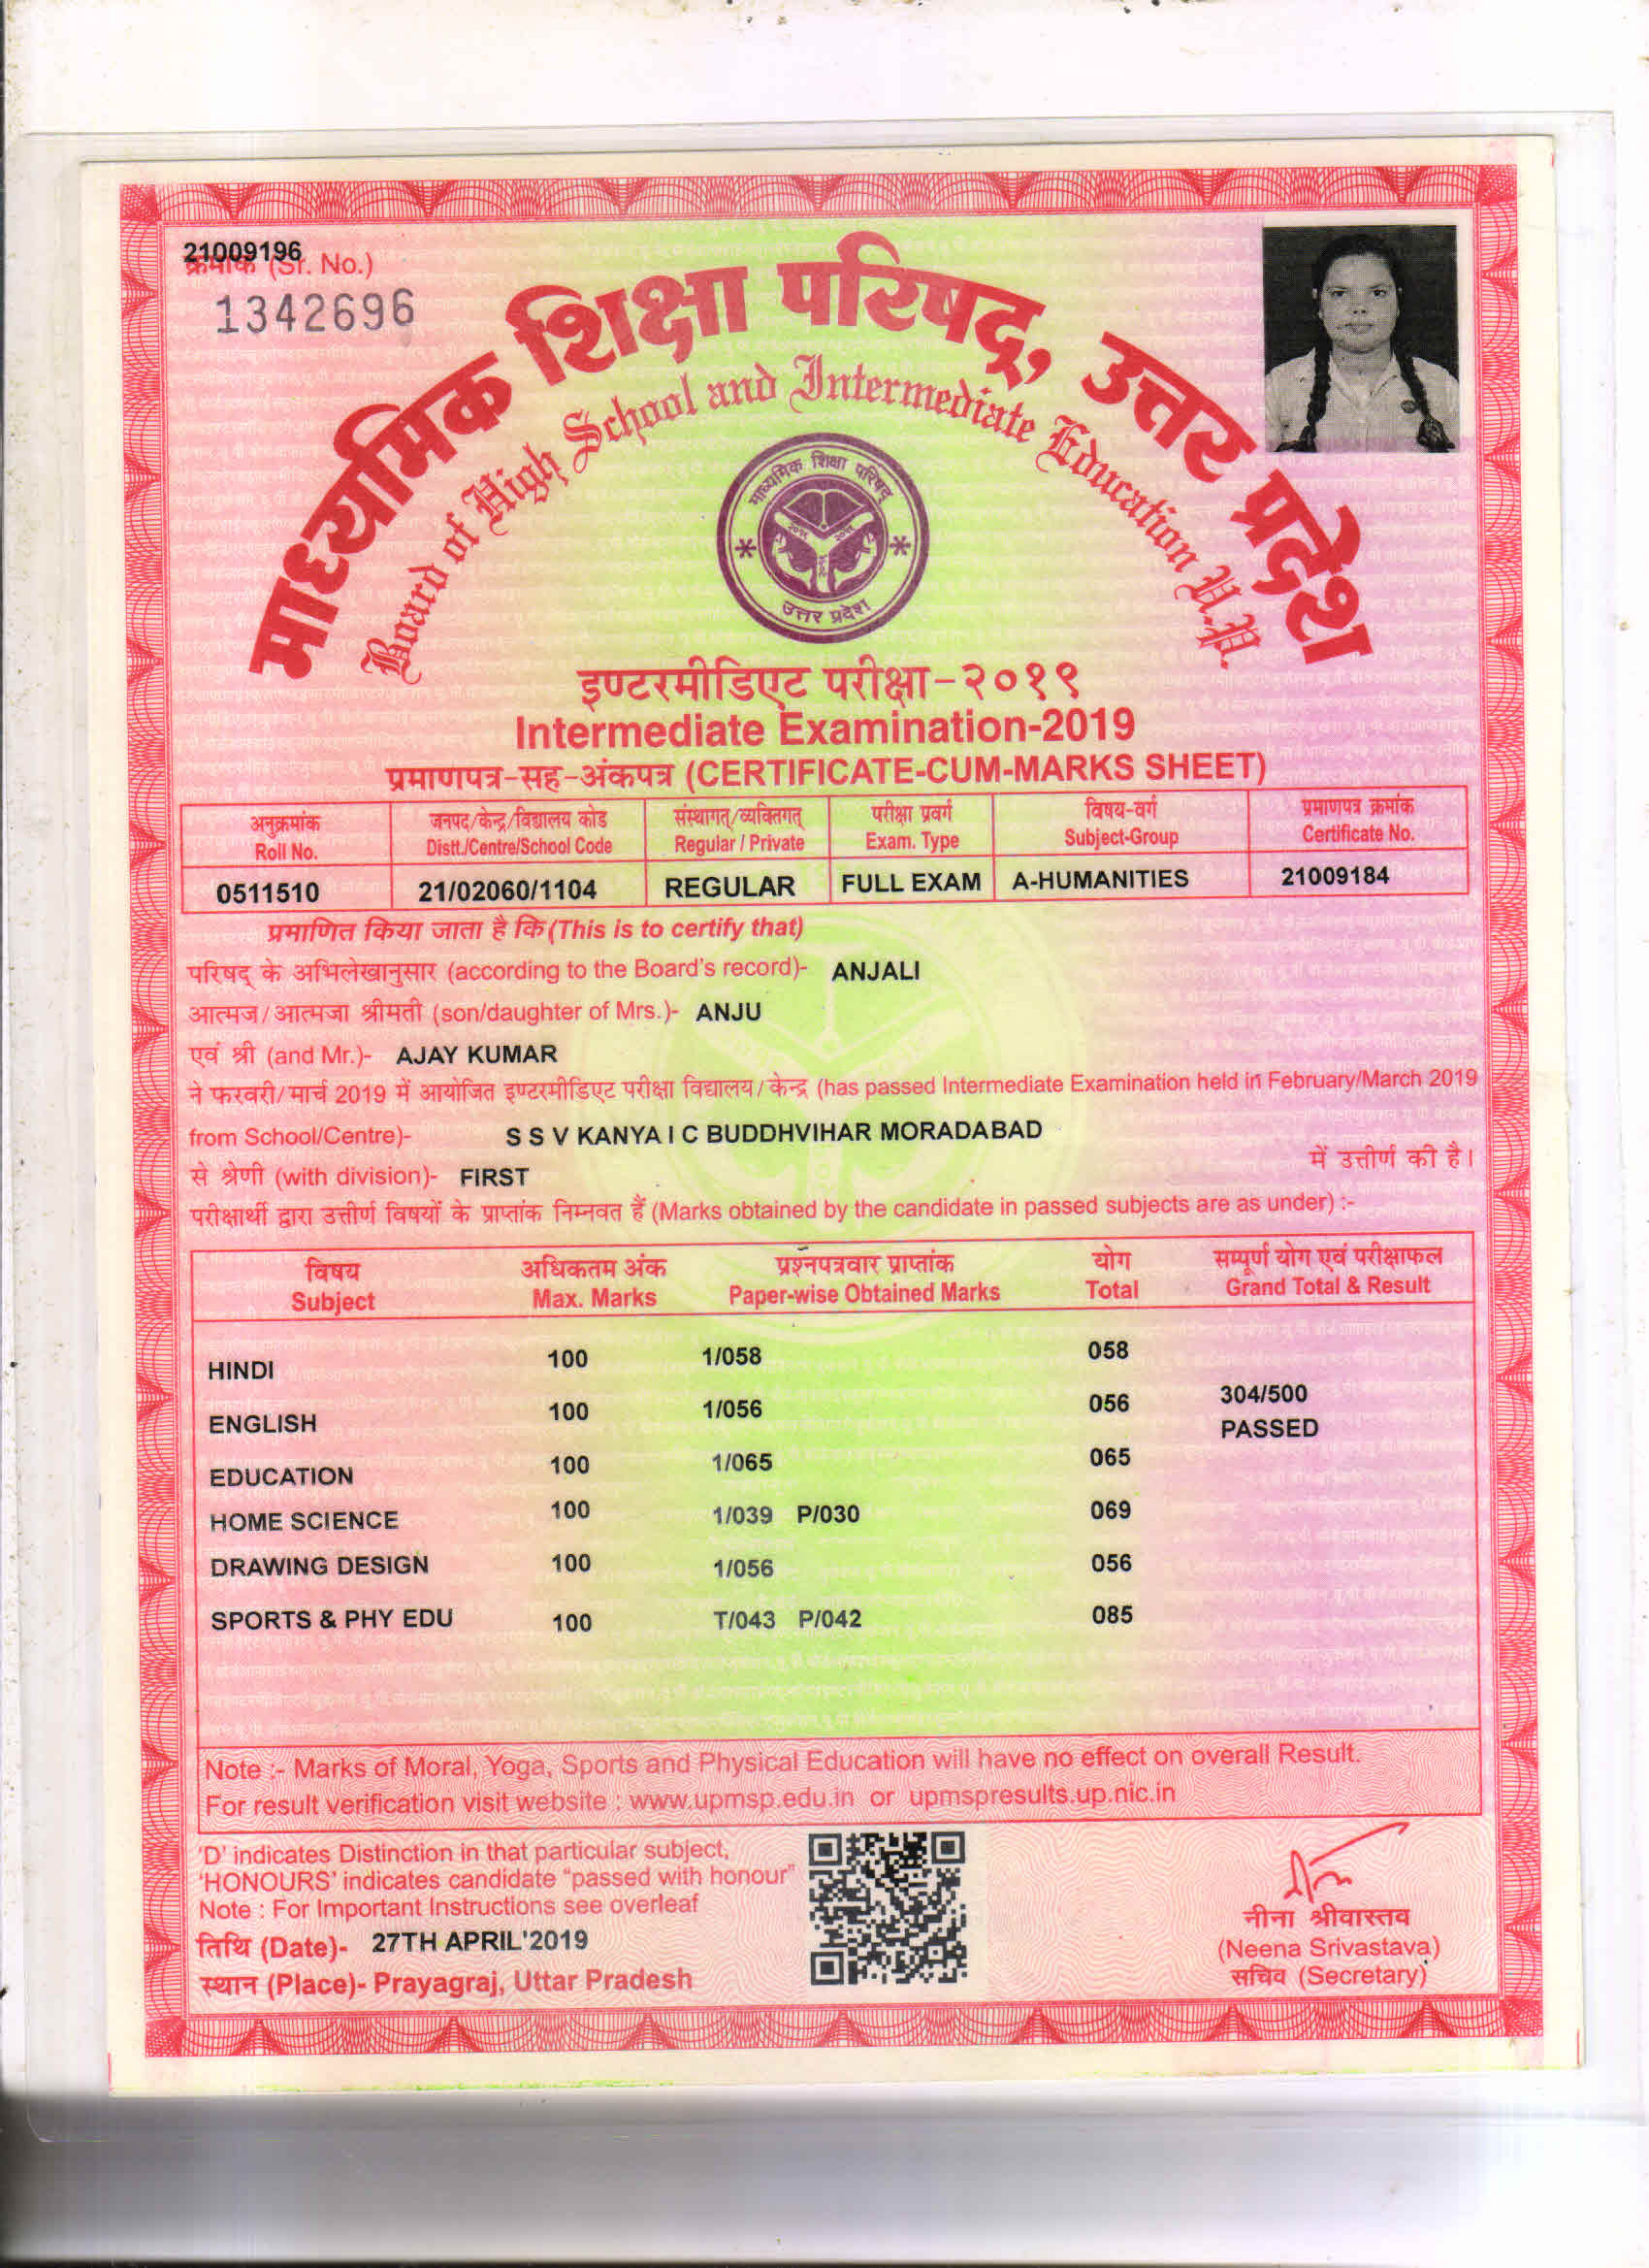 21009196
क्रमांक (Sr. No.)
1342696
माध्यमिक शिक्षा परिषद्, उत्तर प्रदेश
Board of High School and Intermediate Education U.P.
माध्यमिक शिक्षा परिषद्
उत्तर प्रदेश
इण्टरमीडिएट परीक्षा-२०१९
Intermediate Examination-2019
प्रमाणपत्र-सह-अंकपत्र (CERTIFICATE-CUM-MARKS SHEET)
अनुक्रमांक जनपद/केन्द्र/विद्यालय कोड संस्थागत/व्यक्तिगत् परीक्षा प्रवर्ग विषय-वर्ग प्रमाणपत्र क्रमांक
Roll No. Distt./Centre/School Code Regular / Private Exam. Type Subject-Group Certificate No.
0511510 21/02060/1104 REGULAR FULL EXAM A-HUMANITIES 21009184
प्रमाणित किया जाता है कि (This is to certify that)
परिषद् के अभिलेखानुसार (according to the Board's record)- ANJALI
आत्मज/आत्मजा श्रीमती (son/daughter of Mrs.)- ANJU
एवं श्री (and Mr.)- AJAY KUMAR
ने फरवरी/मार्च 2019 में आयोजित इण्टरमीडिएट परीक्षा विद्यालय/केन्द्र (has passed Intermediate Examination held in February/March 2019
from School/Centre)- S S V KANYA I C BUDDHVIHAR MORADABAD
से श्रेणी (with division)- FIRST में उत्तीर्ण की है।
परीक्षार्थी द्वारा उत्तीर्ण विषयों के प्राप्तांक निम्नवत हैं (Marks obtained by the candidate in passed subjects are as under) :-
विषय अधिकतम अंक प्रश्नपत्रवार प्राप्तांक योग सम्पूर्ण योग एवं परीक्षाफल
Subject Max. Marks Paper-wise Obtained Marks Total Grand Total & Result
HINDI 100 1/058 058
304/500
ENGLISH 100 1/056 056
PASSED
EDUCATION 100 1/065 065
HOME SCIENCE 100 1/039 P/030 069
DRAWING DESIGN 100 1/056 056
SPORTS & PHY EDU 100 T/043 P/042 085
Note :- Marks of Moral, Yoga, Sports and Physical Education will have no effect on overall Result.
For result verification visit website : www.upmsp.edu.in or upmspresults.up.nic.in
'D' indicates Distinction in that particular subject,
'HONOURS' indicates candidate "passed with honour"
Note : For Important Instructions see overleaf
तिथि (Date)- 27TH APRIL'2019
स्थान (Place)- Prayagraj, Uttar Pradesh
नीना श्रीवास्तव
(Neena Srivastava)
सचिव (Secretary)